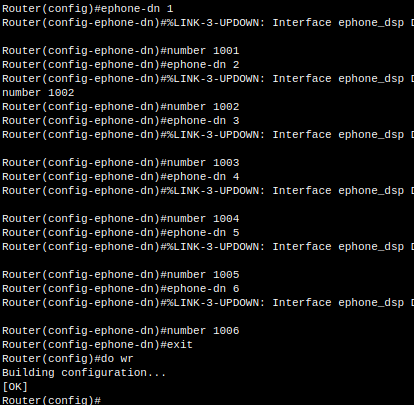 Router(config)#ephone-dn 1
Router(config-ephone-dn)#%LINK-3-UPDOWN: Interface ephone_dsp D
Router(config-ephone-dn)#number 1001
Router(config-ephone-dn)#ephone-dn 2
Router(config-ephone-dn)#%LINK-3-UPDOWN: Interface ephone_dsp D
number 1002
Router(config-ephone-dn)#number 1002
Router(config-ephone-dn)#ephone-dn 3
Router(config-ephone-dn)#%LINK-3-UPDOWN: Interface ephone_dsp D
Router(config-ephone-dn)#number 1003
Router(config-ephone-dn)#ephone-dn 4
Router(config-ephone-dn)#%LINK-3-UPDOWN: Interface ephone_dsp D
Router(config-ephone-dn)#number 1004
Router(config-ephone-dn)#ephone-dn 5
Router(config-ephone-dn)#%LINK-3-UPDOWN: Interface ephone_dsp D
Router(config-ephone-dn)#number 1005
Router(config-ephone-dn)#ephone-dn 6
Router(config-ephone-dn)#%LINK-3-UPDOWN: Interface ephone_dsp D
Router(config-ephone-dn)#number 1006
Router(config-ephone-dn)#exit
Router(config)#do wr
Building configuration...
[OK]
Router(config)#